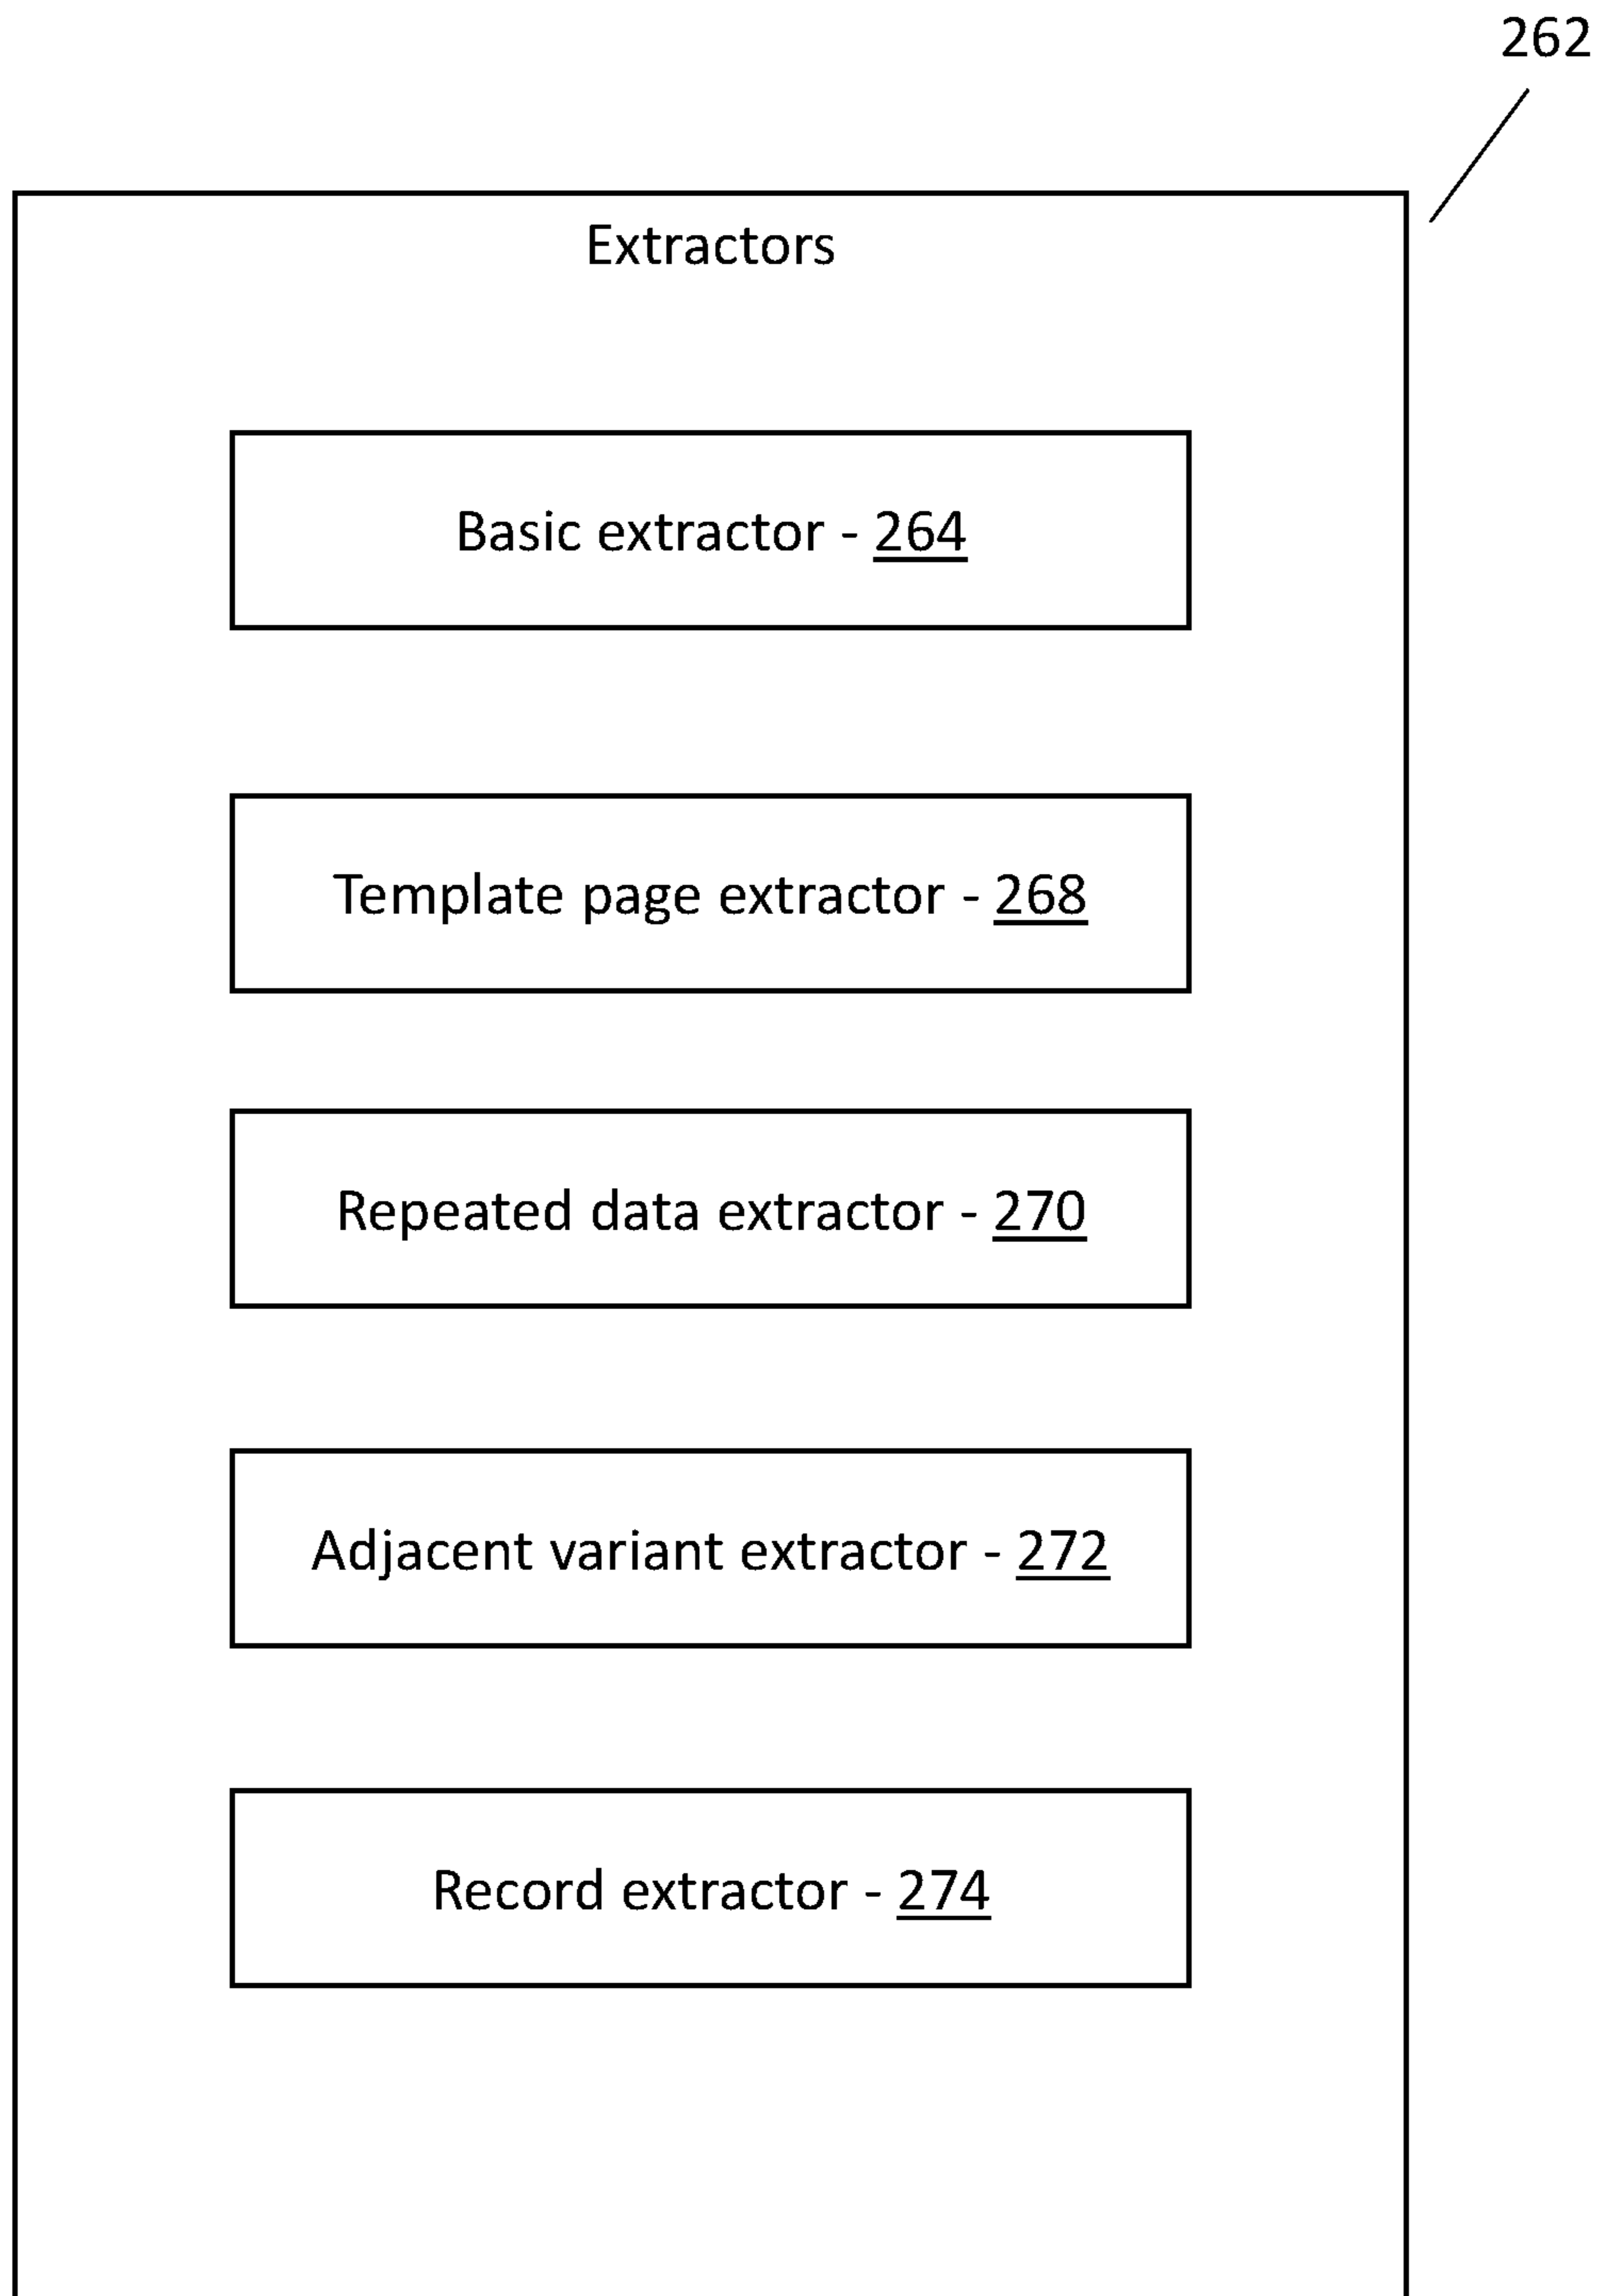 262
Extractors
Basic extractor - 264
Template page extractor - 268
Repeated data extractor - 270
Adjacent variant extractor - 272
Record extractor - 274